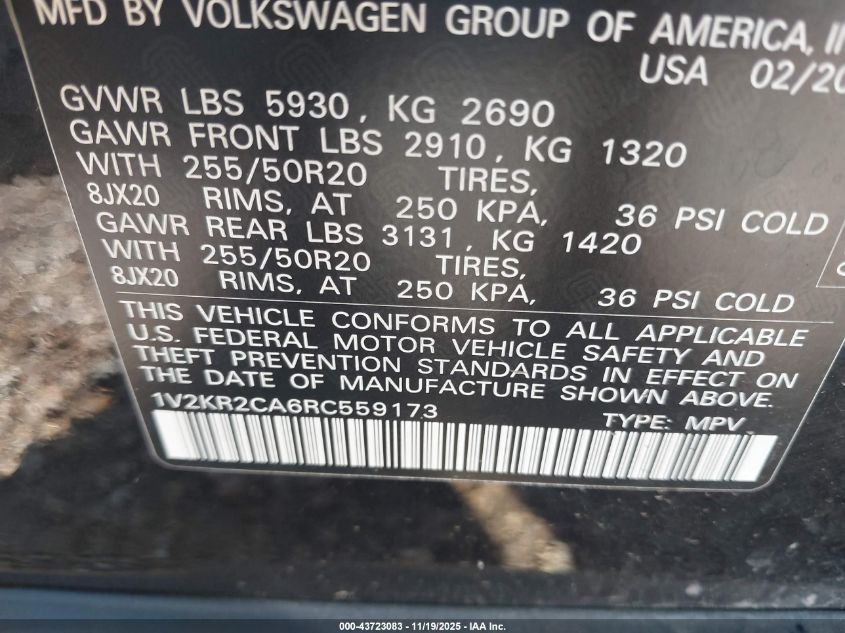 MFD BY VOLKSWAGEN GROUP OF AMERICA,
USA 02/20
GVWR LBS 5930, KG 2690
GAWR FRONT LBS 2910, KG 1320
WITH 255/50R20 TIRES,
8JX20 RIMS, AT 250 KPA, 36 PSI COLD
GAWR REAR LBS 3131, KG 1420
WITH 255/50R20 TIRES,
8JX20 RIMS, AT 250 KPA, 36 PSI COLD
THIS VEHICLE CONFORMS TO ALL APPLICABLE
U.S. FEDERAL MOTOR VEHICLE SAFETY AND
THEFT PREVENTION STANDARDS IN EFFECT ON
THE DATE OF MANUFACTURE SHOWN ABOVE.
1V2KR2CA6RC559173 TYPE: MPV
000-43723083 - 11/19/2025 - IAA Inc.